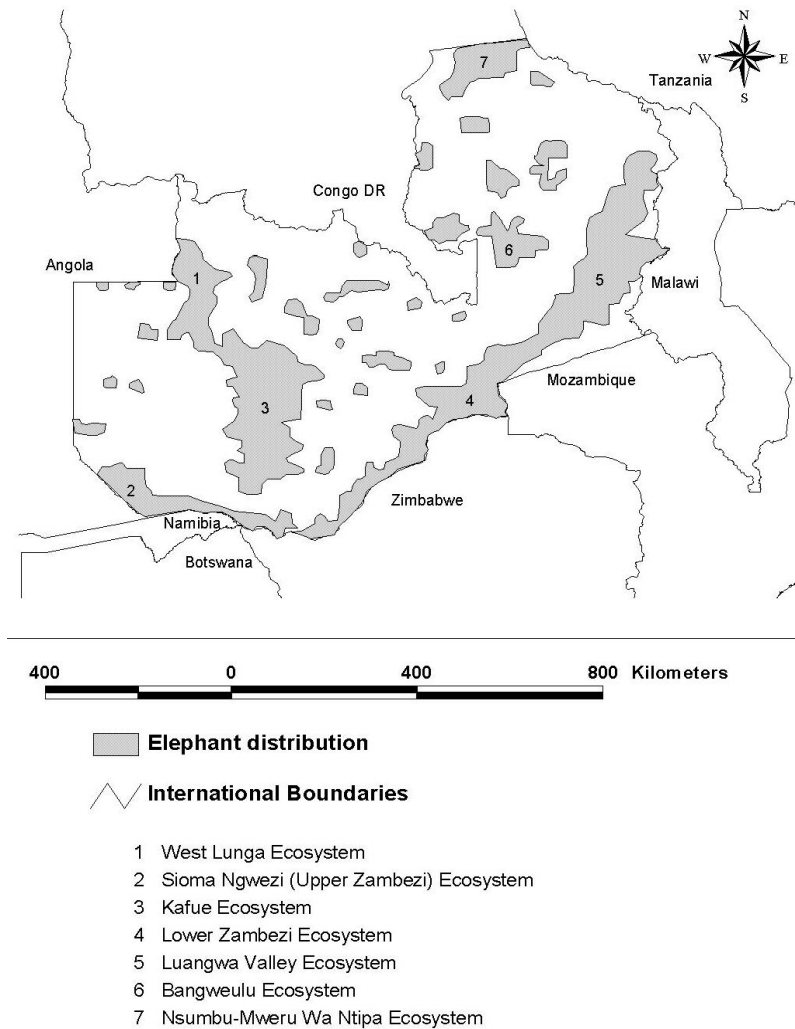 N
W E
S
7
Tanzania
Congo DR
6
Angola
1
5
Malawi
Mozambique
4
3
2
Zimbabwe
Namibia
Botswana
400 0 400 800 Kilometers
Elephant distribution
International Boundaries
1 West Lunga Ecosystem
2 Sioma Ngwezi (Upper Zambezi) Ecosystem
3 Kafue Ecosystem
4 Lower Zambezi Ecosystem
5 Luangwa Valley Ecosystem
6 Bangweulu Ecosystem
7 Nsumbu-Mweru Wa Ntipa Ecosystem